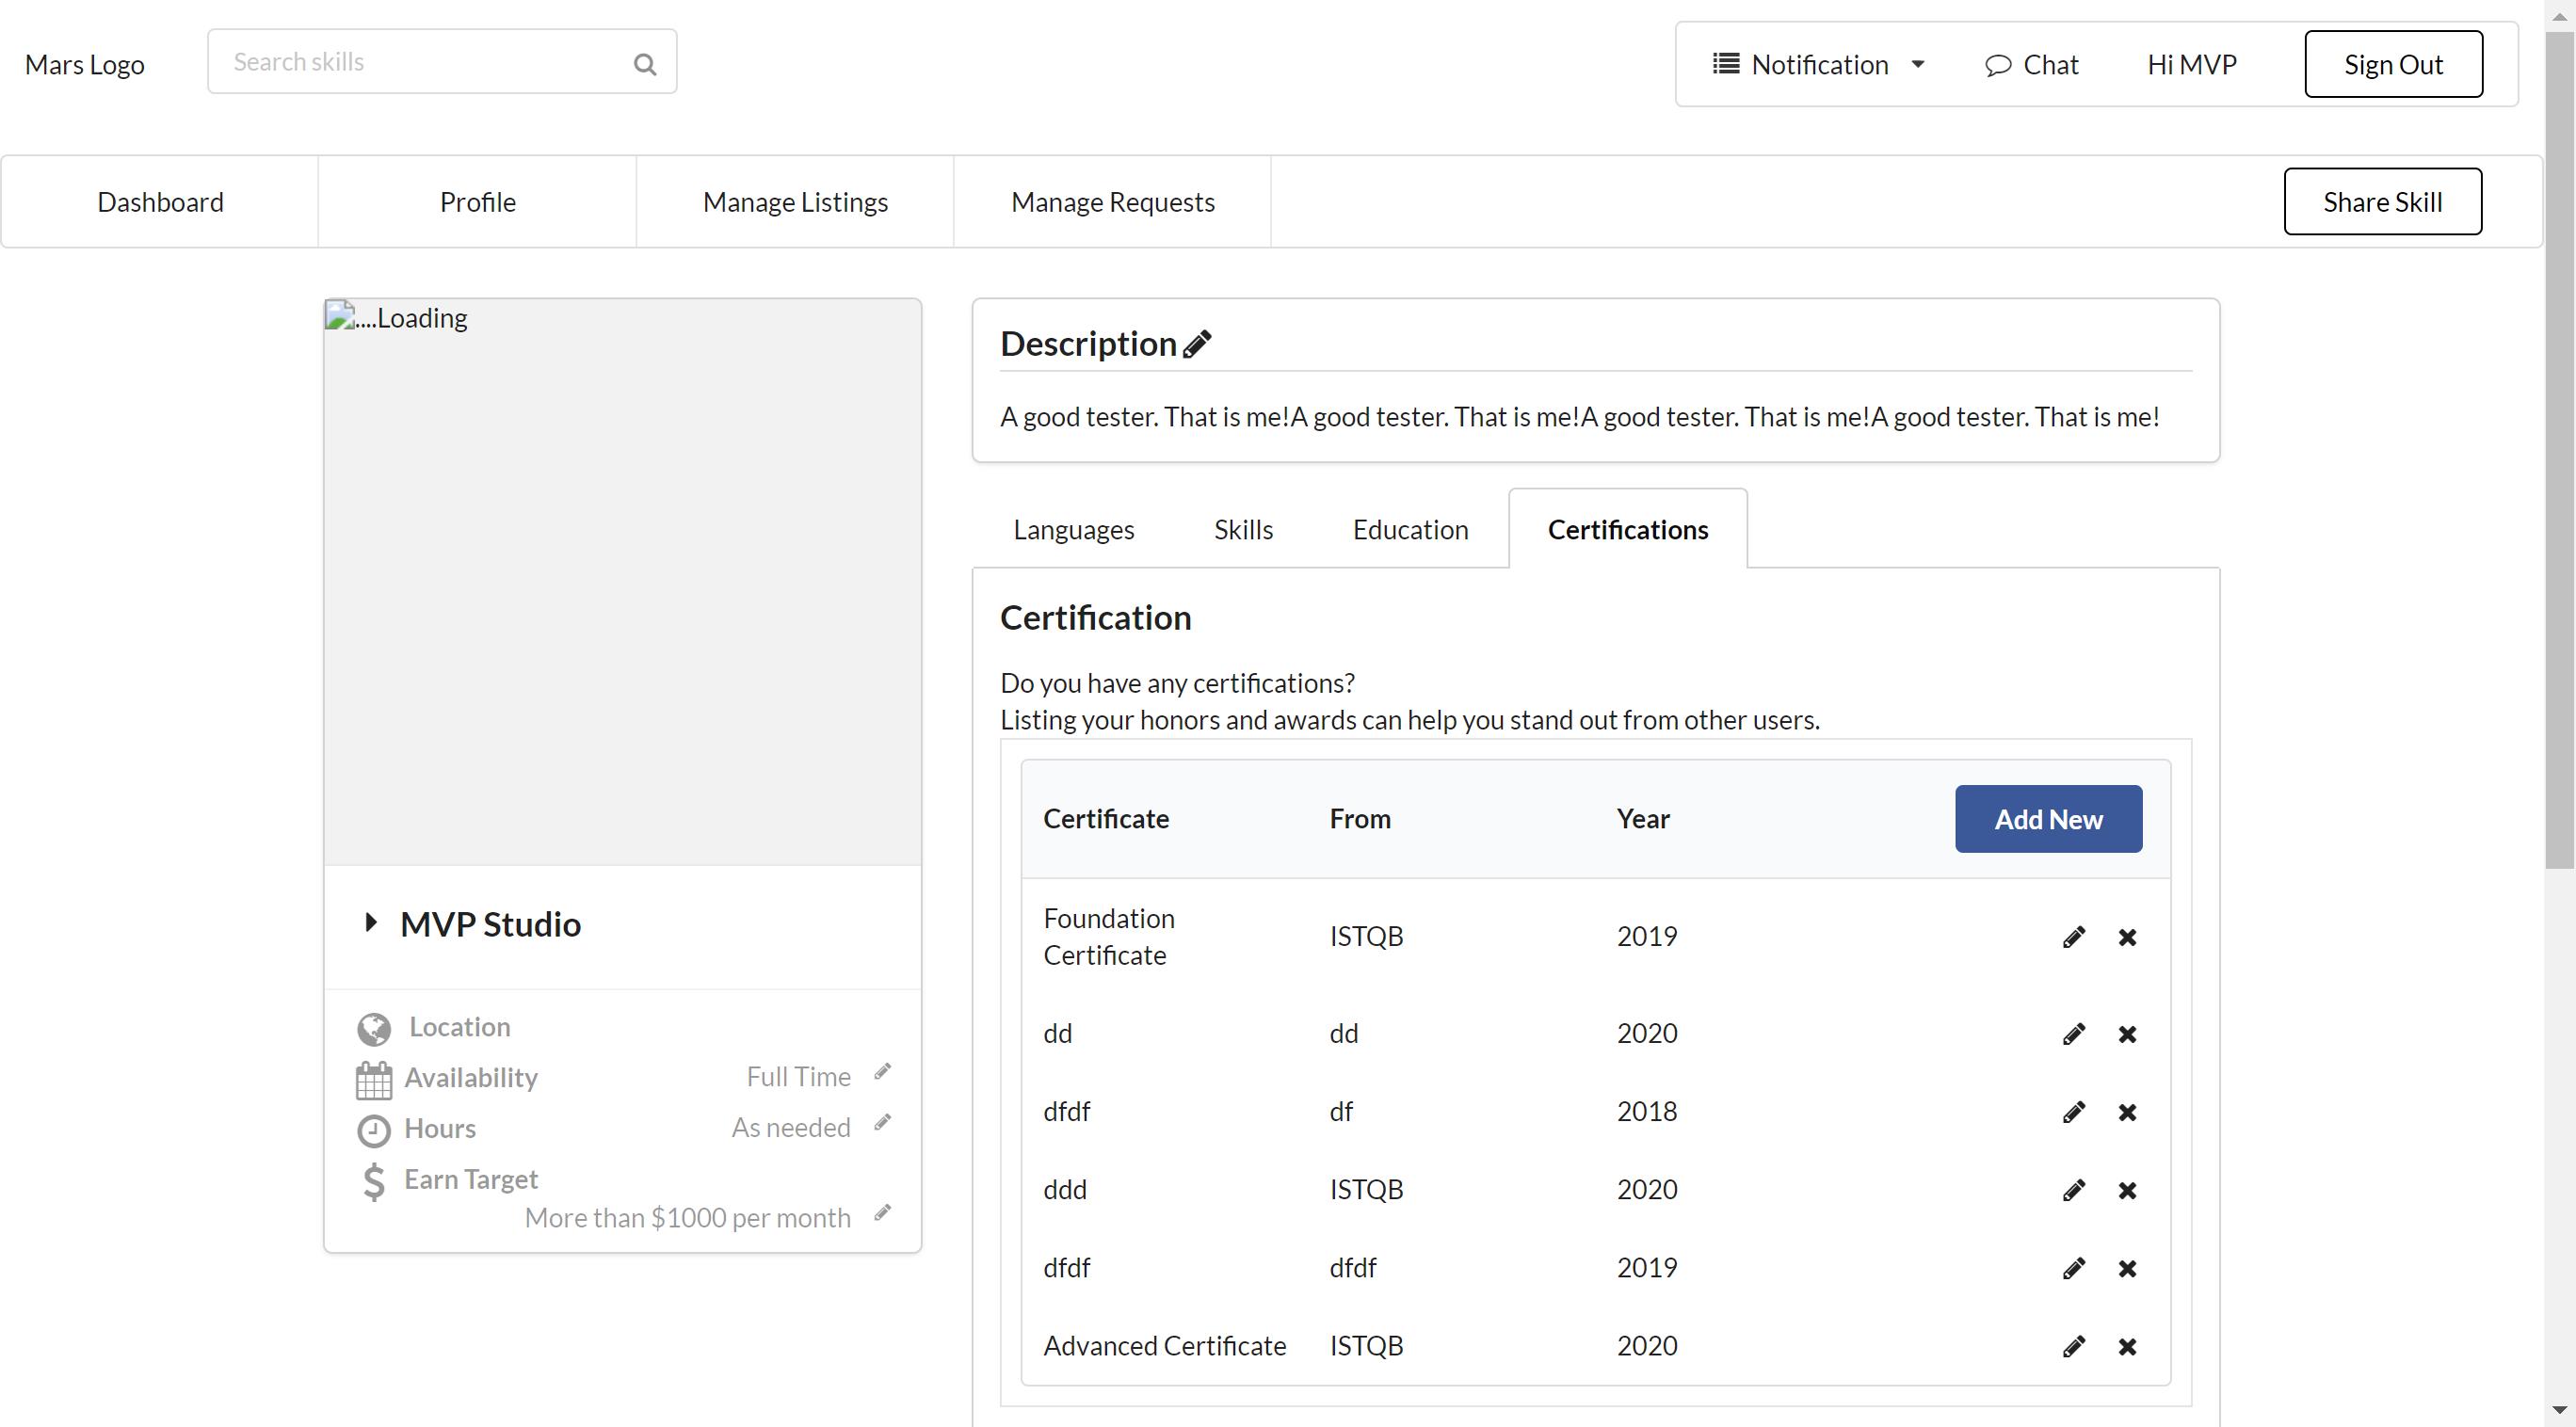 Mars Logo
Search skills
Notification
Chat
Hi MVP
Sign Out
Dashboard
Profile
Manage Listings
Manage Requests
Share Skill
....Loading
MVP Studio
Location
Availability
Full Time
Hours
As needed
Earn Target
More than $1000 per month
Description
A good tester. That is me!A good tester. That is me!A good tester. That is me!A good tester. That is me!
Languages
Skills
Education
Certifications
Certification
Do you have any certifications?
Listing your honors and awards can help you stand out from other users.
Certificate
From
Year
Add New
Foundation
Certificate
ISTQB
2019
dd
dd
2020
dfdf
df
2018
ddd
ISTQB
2020
dfdf
dfdf
2019
Advanced Certificate
ISTQB
2020